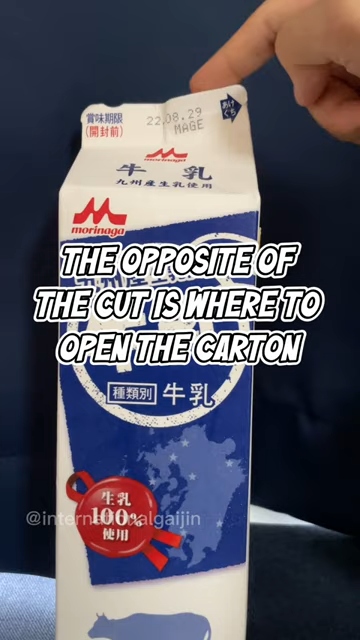 賞味期限
(開封前)
22.08.29
MAGE
あけ
ぐち
morinaga
牛乳
九州産生乳使用
morinaga
THE OPPOSITE OF
THE CUT IS WHERE TO
OPEN THE CARTON
種類別 牛乳
生乳
100%
使用
@internationalgaijin